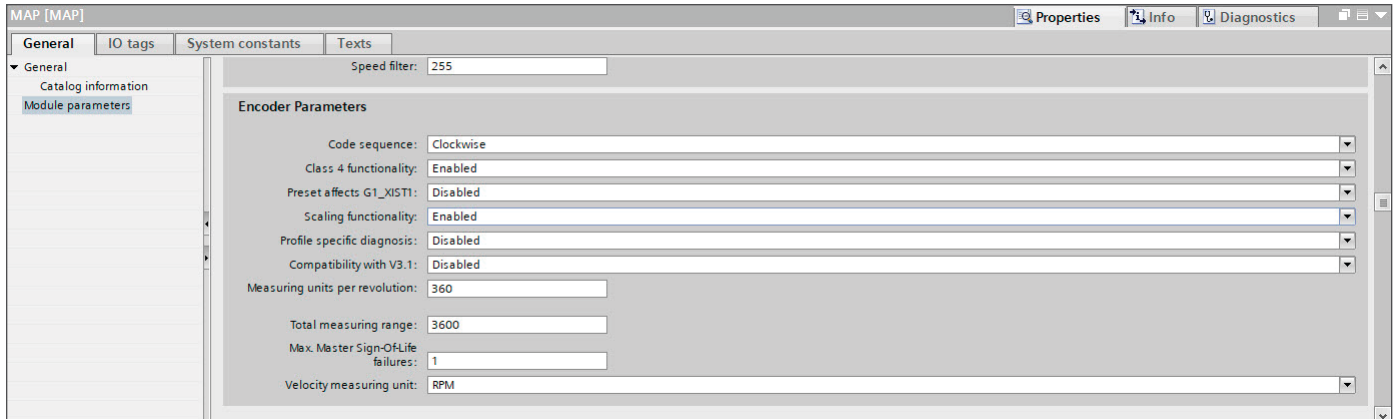 MAP [MAP]
Properties Info Diagnostics
General IO tags System constants Texts
General
Catalog information
Module parameters
Speed filter: 255
Encoder Parameters
Code sequence: Clockwise
Class 4 functionality: Enabled
Preset affects G1_XIST1: Disabled
Scaling functionality: Enabled
Profile specific diagnosis: Disabled
Compatibility with V3.1: Disabled
Measuring units per revolution: 360
Total measuring range: 3600
Max. Master Sign-Of-Life
failures: 1
Velocity measuring unit: RPM